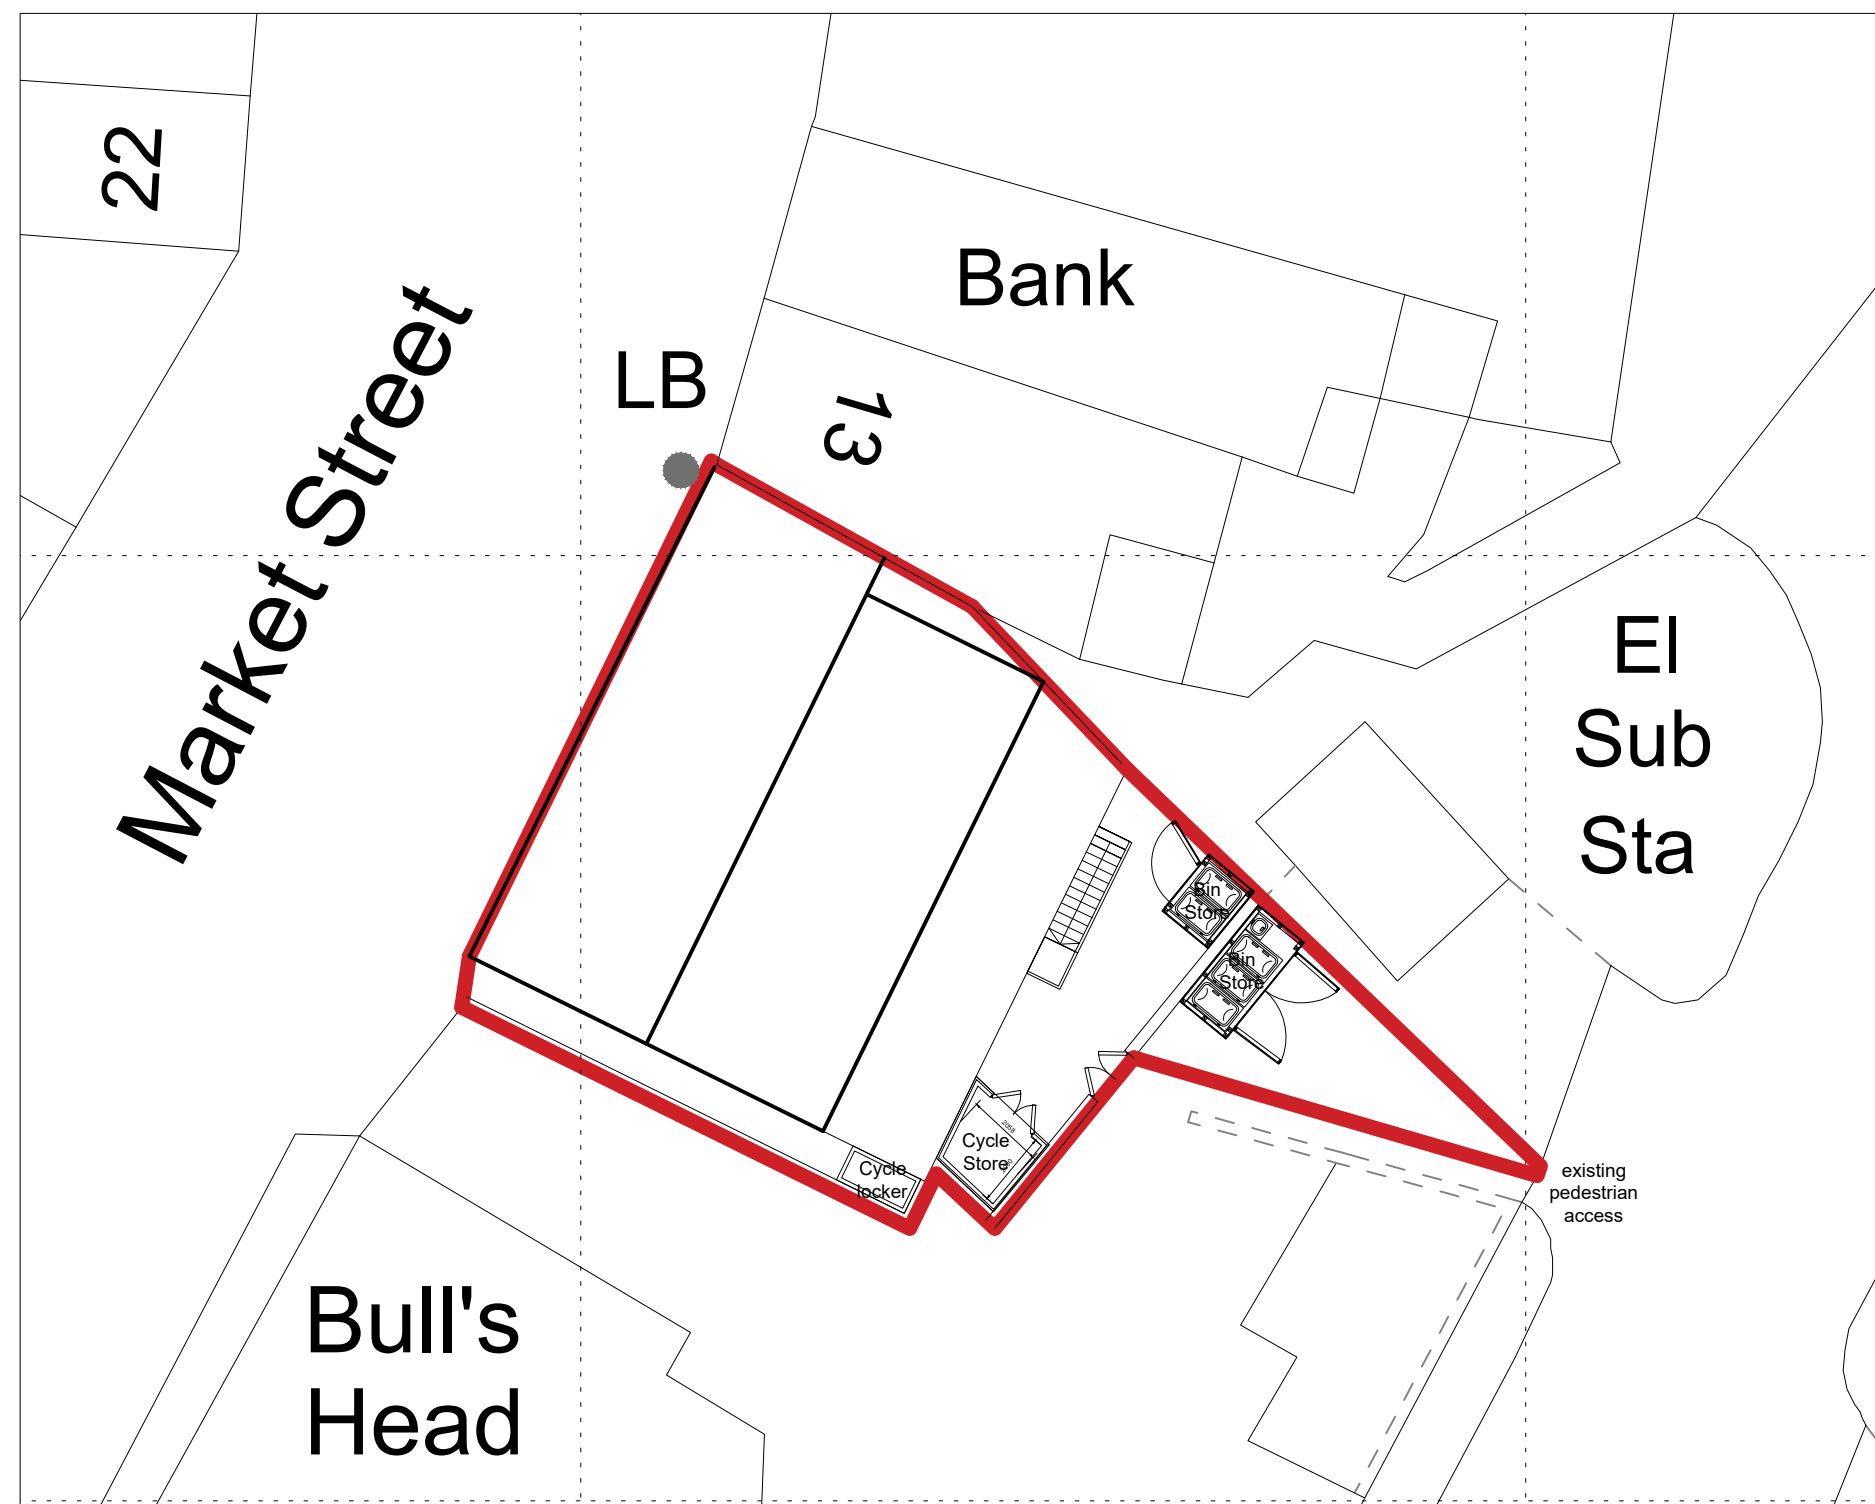 22
Bank
Market Street
LB
13
El
Sub
Sta
Bin
Store
Bin
Store
2058
Cycle
Store
Cycle
locker
existing
pedestrian
access
Bull's
Head